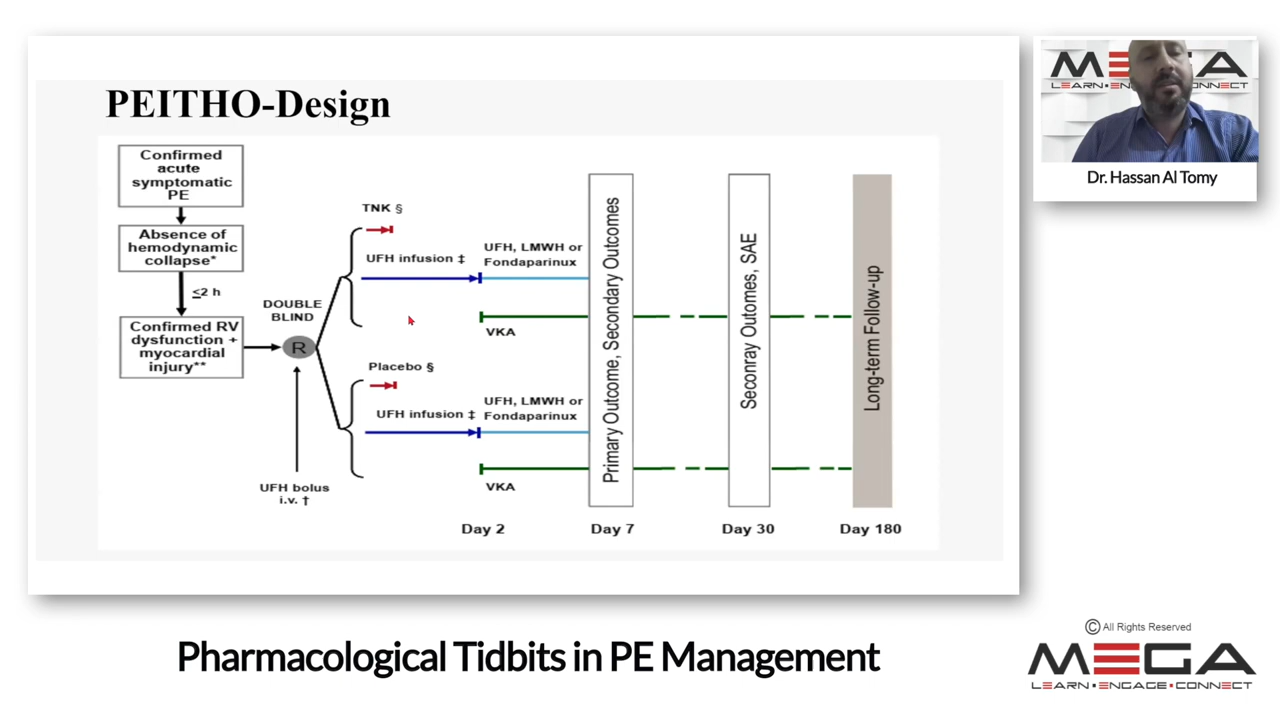 PEITHO-Design
Confirmed
acute
symptomatic
PE
Absence of
hemodynamic
collapse*
≤2 h
Confirmed RV
dysfunction +
myocardial
injury**
DOUBLE
BLIND
R
UFH bolus
i.v. †
TNK §
UFH infusion ‡
UFH, LMWH or
Fondaparinux
VKA
Placebo §
UFH infusion ‡
UFH, LMWH or
Fondaparinux
VKA
Primary Outcome, Secondary Outcomes
Seconray Outomes, SAE
Long-term Follow-up
Day 2
Day 7
Day 30
Day 180
Dr. Hassan Al Tomy
Pharmacological Tidbits in PE Management
© All Rights Reserved
MEGA
LEARN•ENGAGE•CONNECT